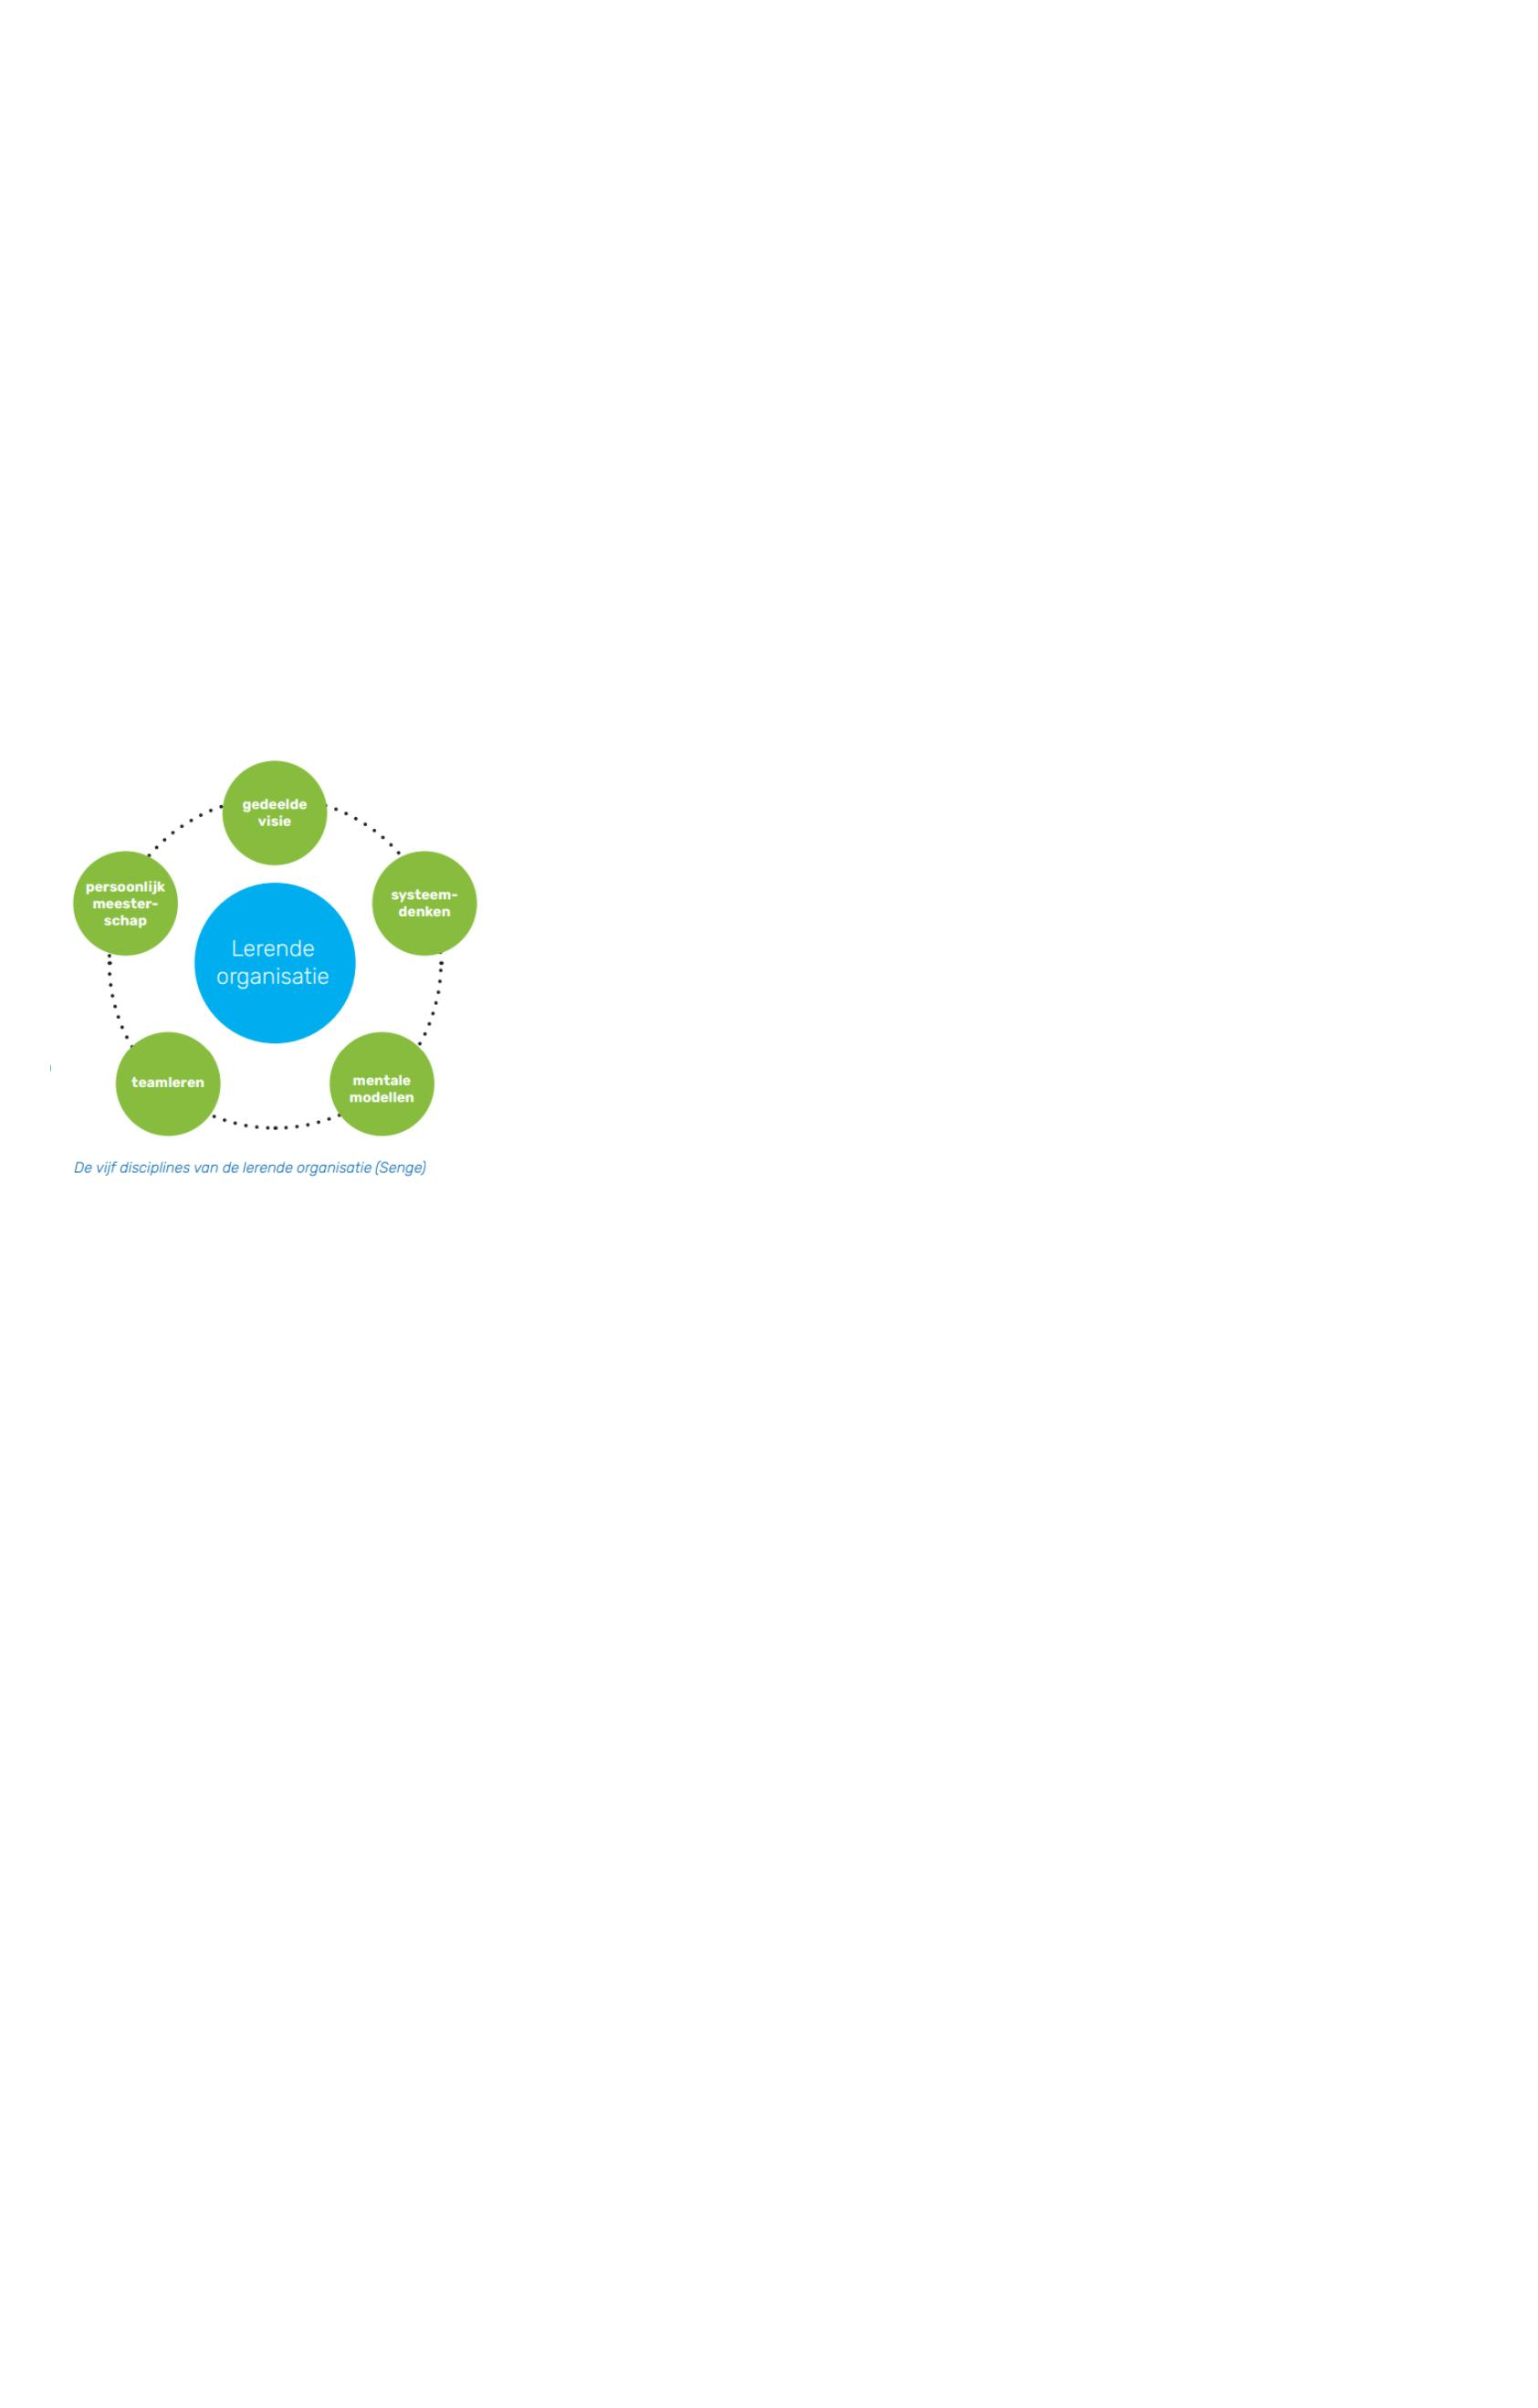 gedeelde
visie
persoonlijk
meester-
schap
systeem-
denken
Lerende
organisatie
teamleren
mentale
modellen
De vijf disciplines van de lerende organisatie (Senge)